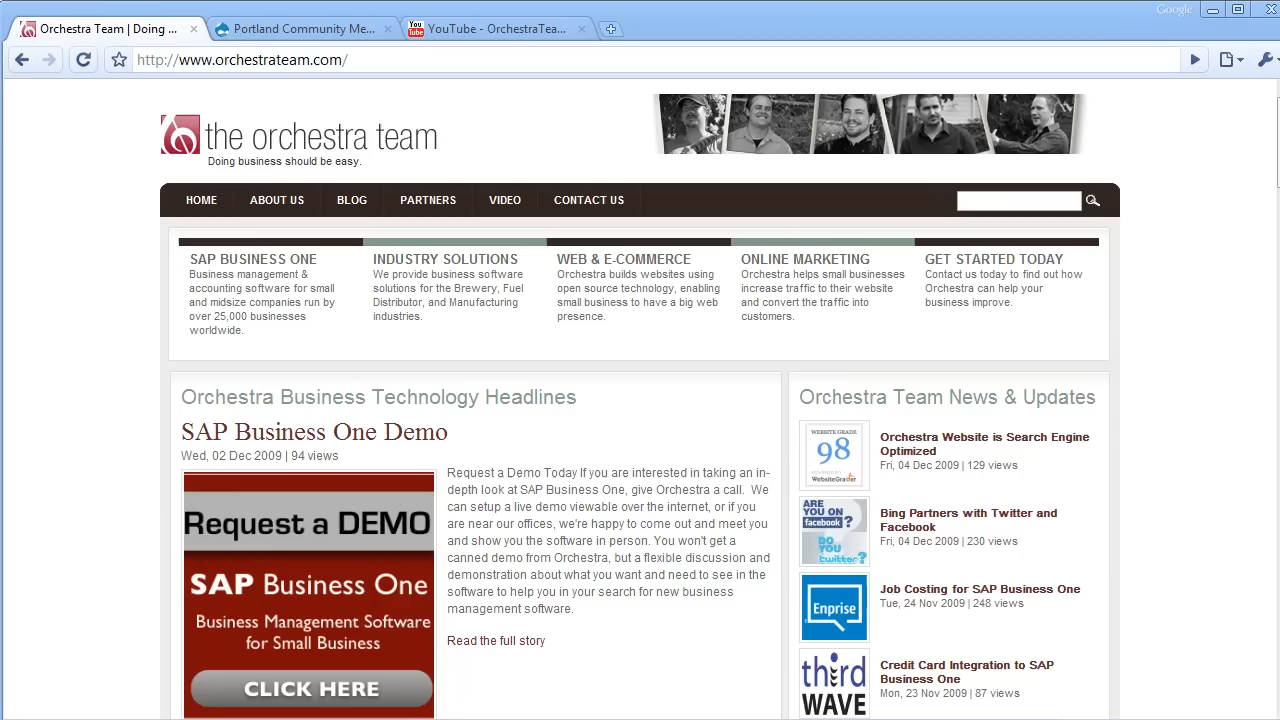 Google
Orchestra Team | Doing ...
Portland Community Me...
YouTube - OrchestraTea...
http://www.orchestrateam.com/
the orchestra team
Doing business should be easy.
HOME
ABOUT US
BLOG
PARTNERS
VIDEO
CONTACT US
SAP BUSINESS ONE
Business management &
accounting software for small
and midsize companies run by
over 25,000 businesses
worldwide.
INDUSTRY SOLUTIONS
We provide business software
solutions for the Brewery, Fuel
Distributor, and Manufacturing
industries.
WEB & E-COMMERCE
Orchestra builds websites using
open source technology, enabling
small business to have a big web
presence.
ONLINE MARKETING
Orchestra helps small businesses
increase traffic to their website
and convert the traffic into
customers.
GET STARTED TODAY
Contact us today to find out how
Orchestra can help your
business improve.
Orchestra Business Technology Headlines
SAP Business One Demo
Wed, 02 Dec 2009 | 94 views
Request a DEMO
SAP Business One
Business Management Software
for Small Business
CLICK HERE
Request a Demo Today If you are interested in taking an in-
depth look at SAP Business One, give Orchestra a call. We
can setup a live demo viewable over the internet, or if you
are near our offices, we're happy to come out and meet you
and show you the software in person. You won't get a
canned demo from Orchestra, but a flexible discussion and
demonstration about what you want and need to see in the
software to help you in your search for new business
management software.
Read the full story
Orchestra Team News & Updates
WEBSITE GRADE
98
WebsiteGrader
Orchestra Website is Search Engine
Optimized
Fri, 04 Dec 2009 | 129 views
ARE YOU ON
facebook?
DO YOU
twitter?
Bing Partners with Twitter and
Facebook
Fri, 04 Dec 2009 | 230 views
Enprise
Job Costing for SAP Business One
Tue, 24 Nov 2009 | 248 views
third
WAVE
Credit Card Integration to SAP
Business One
Mon, 23 Nov 2009 | 87 views